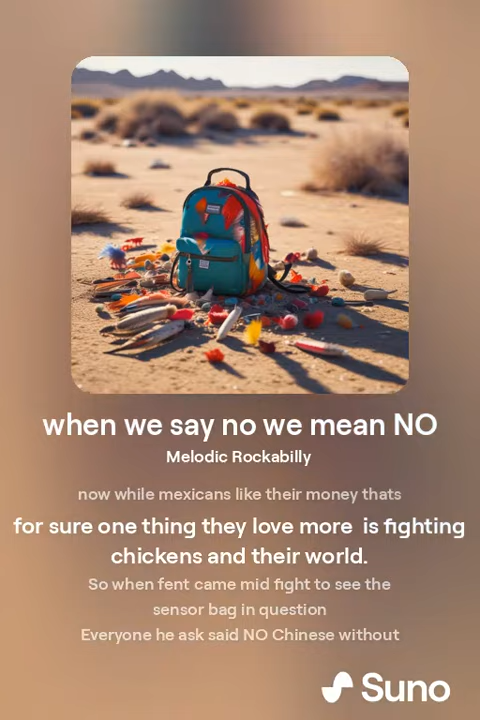 when we say no we mean NO
Melodic Rockabilly
now while mexicans like their money thats
for sure one thing they love more is fighting
chickens and their world.
So when fent came mid fight to see the
sensor bag in question
Everyone he ask said NO Chinese without
Suno